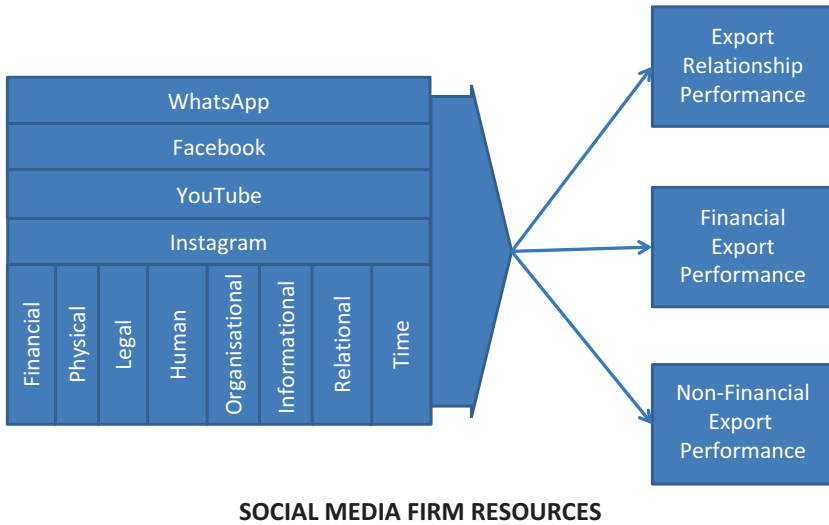 WhatsApp
Facebook
YouTube
Instagram
Financial
Physical
Legal
Human
Organisational
Informational
Relational
Time
Export
Relationship
Performance
Financial
Export
Performance
Non-Financial
Export
Performance
SOCIAL MEDIA FIRM RESOURCES